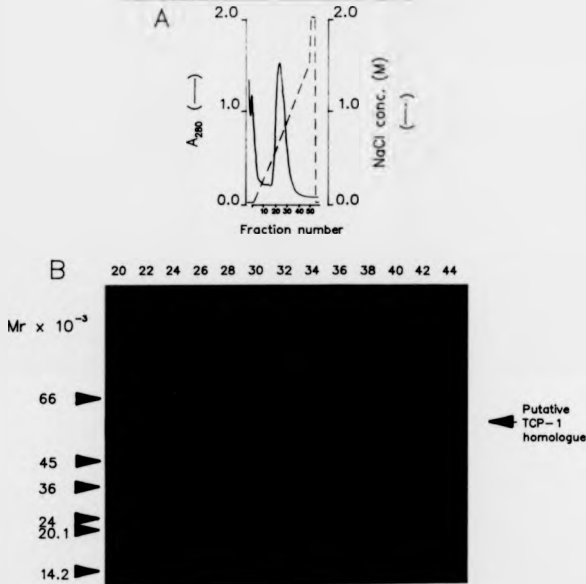 A
2.0
1.0
0.0
A280 (—)
2.0
1.0
0.0
NaCl conc. (M)
(---)
10 20 30 40 50
Fraction number
B
20 22 24 26 28 30 32 34 36 38 40 42 44
Mr x 10-3
66
45
36
24
20.1
14.2
Putative
TCP-1
homologue